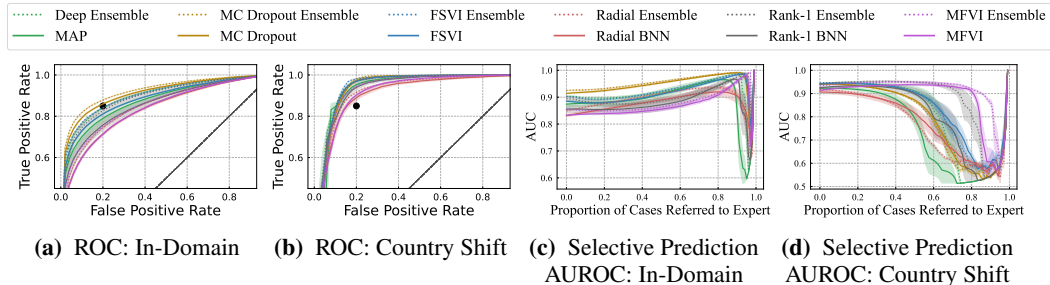 Deep Ensemble MC Dropout Ensemble FSVI Ensemble Radial Ensemble Rank-1 Ensemble MFVI Ensemble
MAP MC Dropout FSVI Radial BNN Rank-1 BNN MFVI
True Positive Rate
1.0
0.8
0.6
0.0 0.2 0.4 0.6 0.8
False Positive Rate
True Positive Rate
1.0
0.8
0.6
0.0 0.2 0.4 0.6 0.8
False Positive Rate
AUC
1.0
0.9
0.8
0.7
0.6
0.0 0.2 0.4 0.6 0.8 1.0
Proportion of Cases Referred to Expert
AUC
1.0
0.9
0.8
0.7
0.6
0.5
0.0 0.2 0.4 0.6 0.8 1.0
Proportion of Cases Referred to Expert
(a) ROC: In-Domain
(b) ROC: Country Shift
(c) Selective Prediction
AUROC: In-Domain
(d) Selective Prediction
AUROC: Country Shift